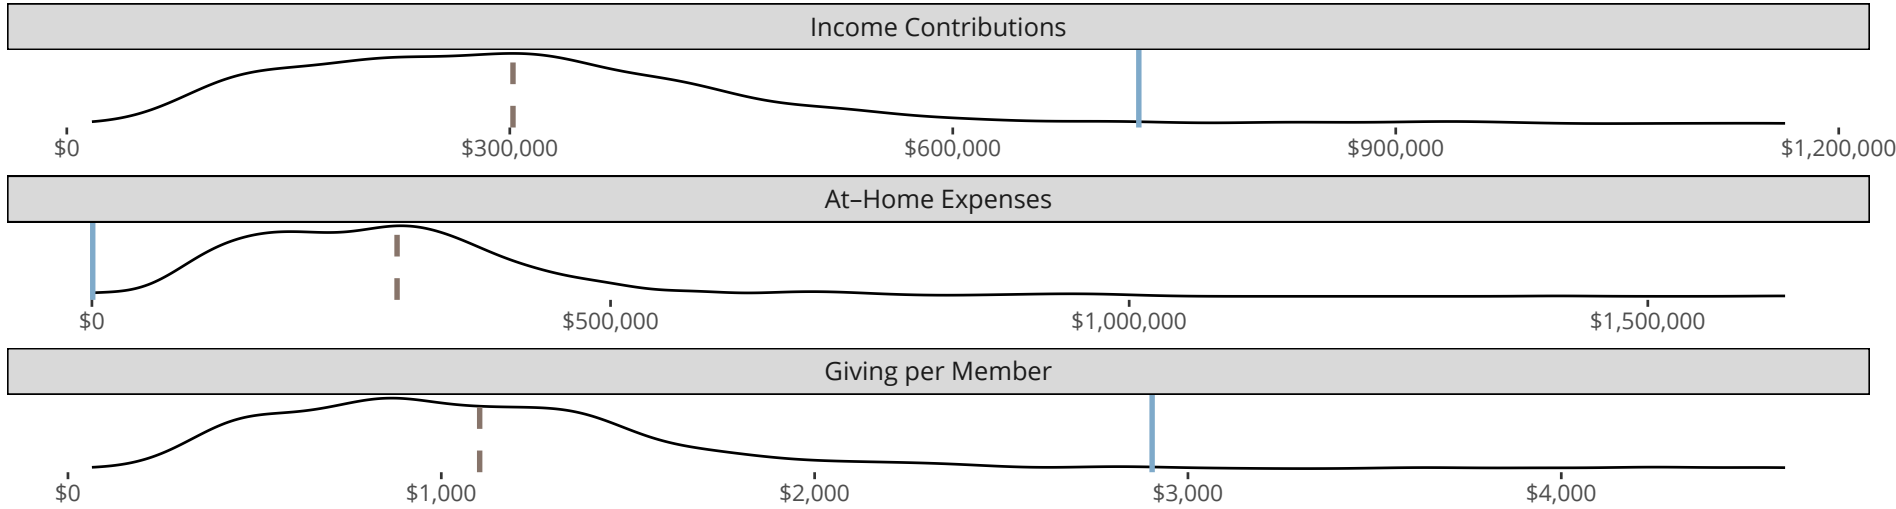 Income Contributions
$0 $300,000 $600,000 $900,000 $1,200,000
At–Home Expenses
$0 $500,000 $1,000,000 $1,500,000
Giving per Member
$0 $1,000 $2,000 $3,000 $4,000